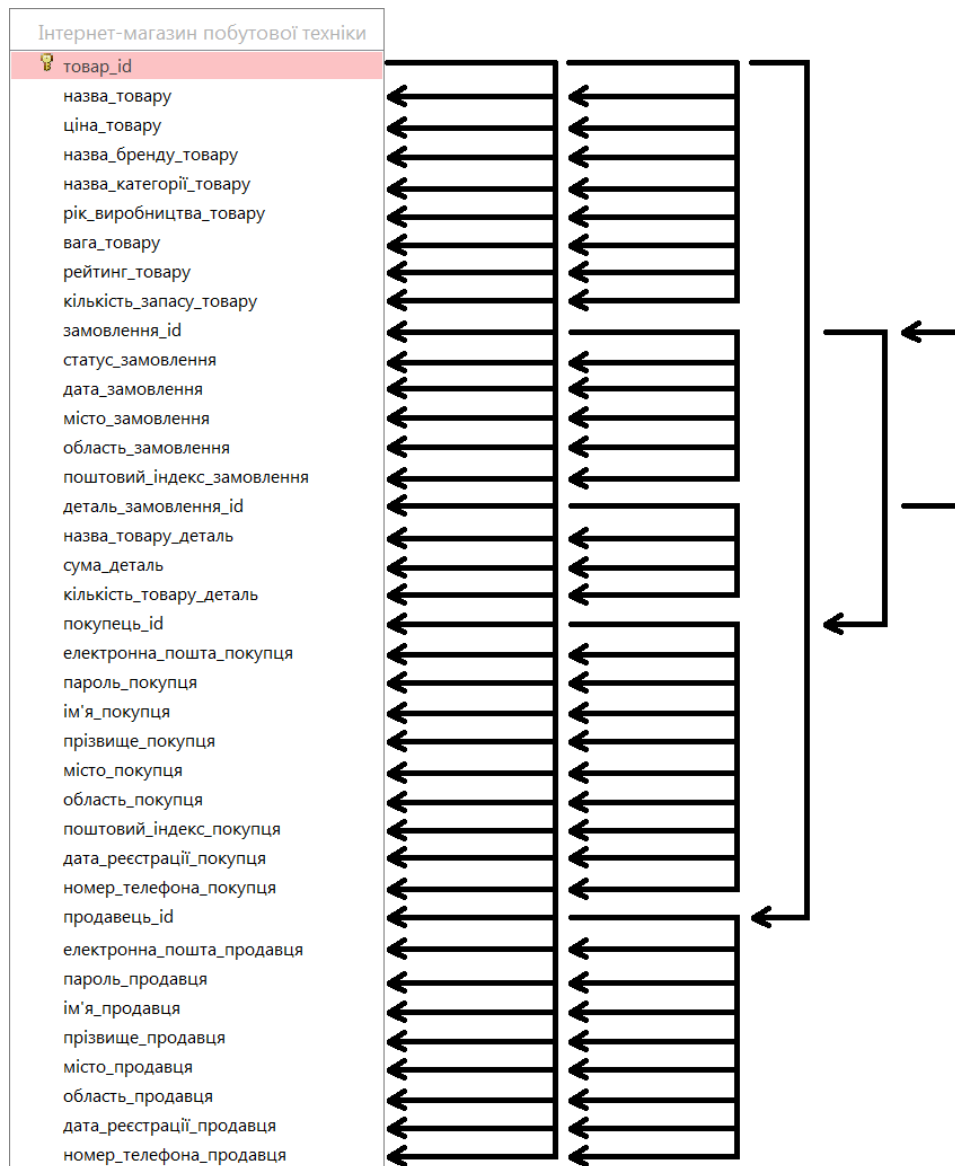 Інтернет-магазин побутової техніки
товар_id
назва_товару
ціна_товару
назва_бренду_товару
назва_категорії_товару
рік_виробництва_товару
вага_товару
рейтинг_товару
кількість_запасу_товару
замовлення_id
статус_замовлення
дата_замовлення
місто_замовлення
область_замовлення
поштовий_індекс_замовлення
деталь_замовлення_id
назва_товару_деталь
сума_деталь
кількість_товару_деталь
покупець_id
електронна_пошта_покупця
пароль_покупця
ім'я_покупця
прізвище_покупця
місто_покупця
область_покупця
поштовий_індекс_покупця
дата_реєстрації_покупця
номер_телефона_покупця
продавець_id
електронна_пошта_продавця
пароль_продавця
ім'я_продавця
прізвище_продавця
місто_продавця
область_продавця
дата_реєстрації_продавця
номер_телефона_продавця